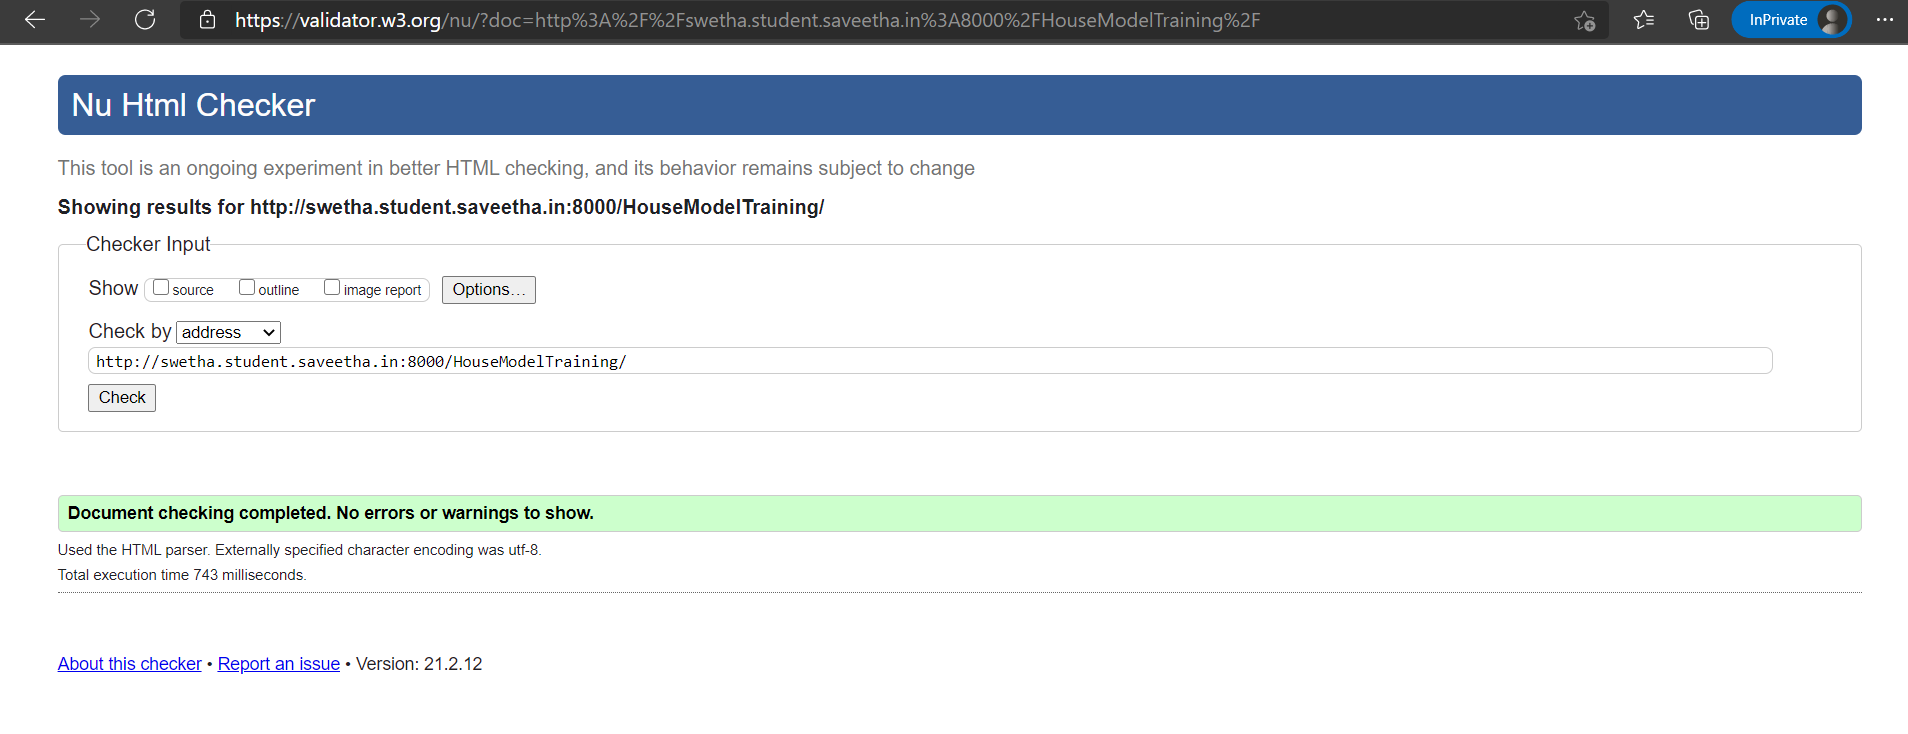 https://validator.w3.org/nu/?doc=http%3A%2F%2Fswetha.student.saveetha.in%3A8000%2FHouseModelTraining%2F
InPrivate
Nu Html Checker
This tool is an ongoing experiment in better HTML checking, and its behavior remains subject to change
Showing results for http://swetha.student.saveetha.in:8000/HouseModelTraining/
Checker Input
Show source outline image report Options...
Check by address
http://swetha.student.saveetha.in:8000/HouseModelTraining/
Check
Document checking completed. No errors or warnings to show.
Used the HTML parser. Externally specified character encoding was utf-8.
Total execution time 743 milliseconds.
About this checker • Report an issue • Version: 21.2.12